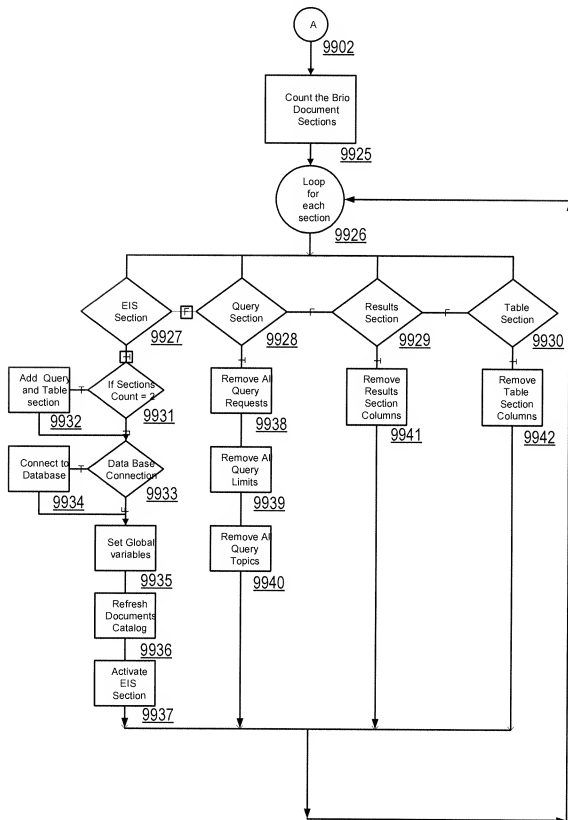 A
9902
Count the Brio
Document
Sections
9925
Loop
for
each
section
9926
EIS
Section
9927
F
Query
Section
9928
F
Results
Section
9929
F
Table
Section
9930
T
T
T
T
Add Query
and Table
section
9932
T
If Sections
Count = 2
9931
F
Connect to
Database
9934
T
Data Base
Connection
9933
F
Set Global
variables
9935
Refresh
Documents
Catalog
9936
Activate
EIS
Section
9937
Remove Al
Query
Requests
9938
Remove All
Query
Limits
9939
Remove Al
Query
Topics
9940
Remove
Results
Section
Columns
9941
Remove
Table
Section
Columns
9942